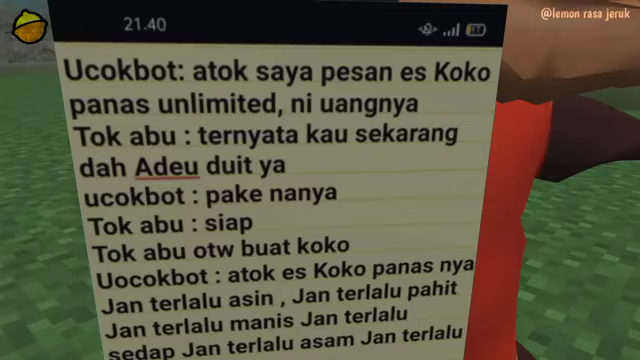 @lemon rasa jeruk
21.40
Ucokbot: atok saya pesan es Koko
panas unlimited, ni uangnya
Tok abu : ternyata kau sekarang
dah Adeu duit ya
ucokbot : pake nanya
Tok abu : siap
Tok abu otw buat koko
Uocokbot : atok es Koko panas nya
Jan terlalu asin , Jan terlalu pahit
Jan terlalu manis Jan terlalu
sedap Jan terlalu asam Jan terlalu